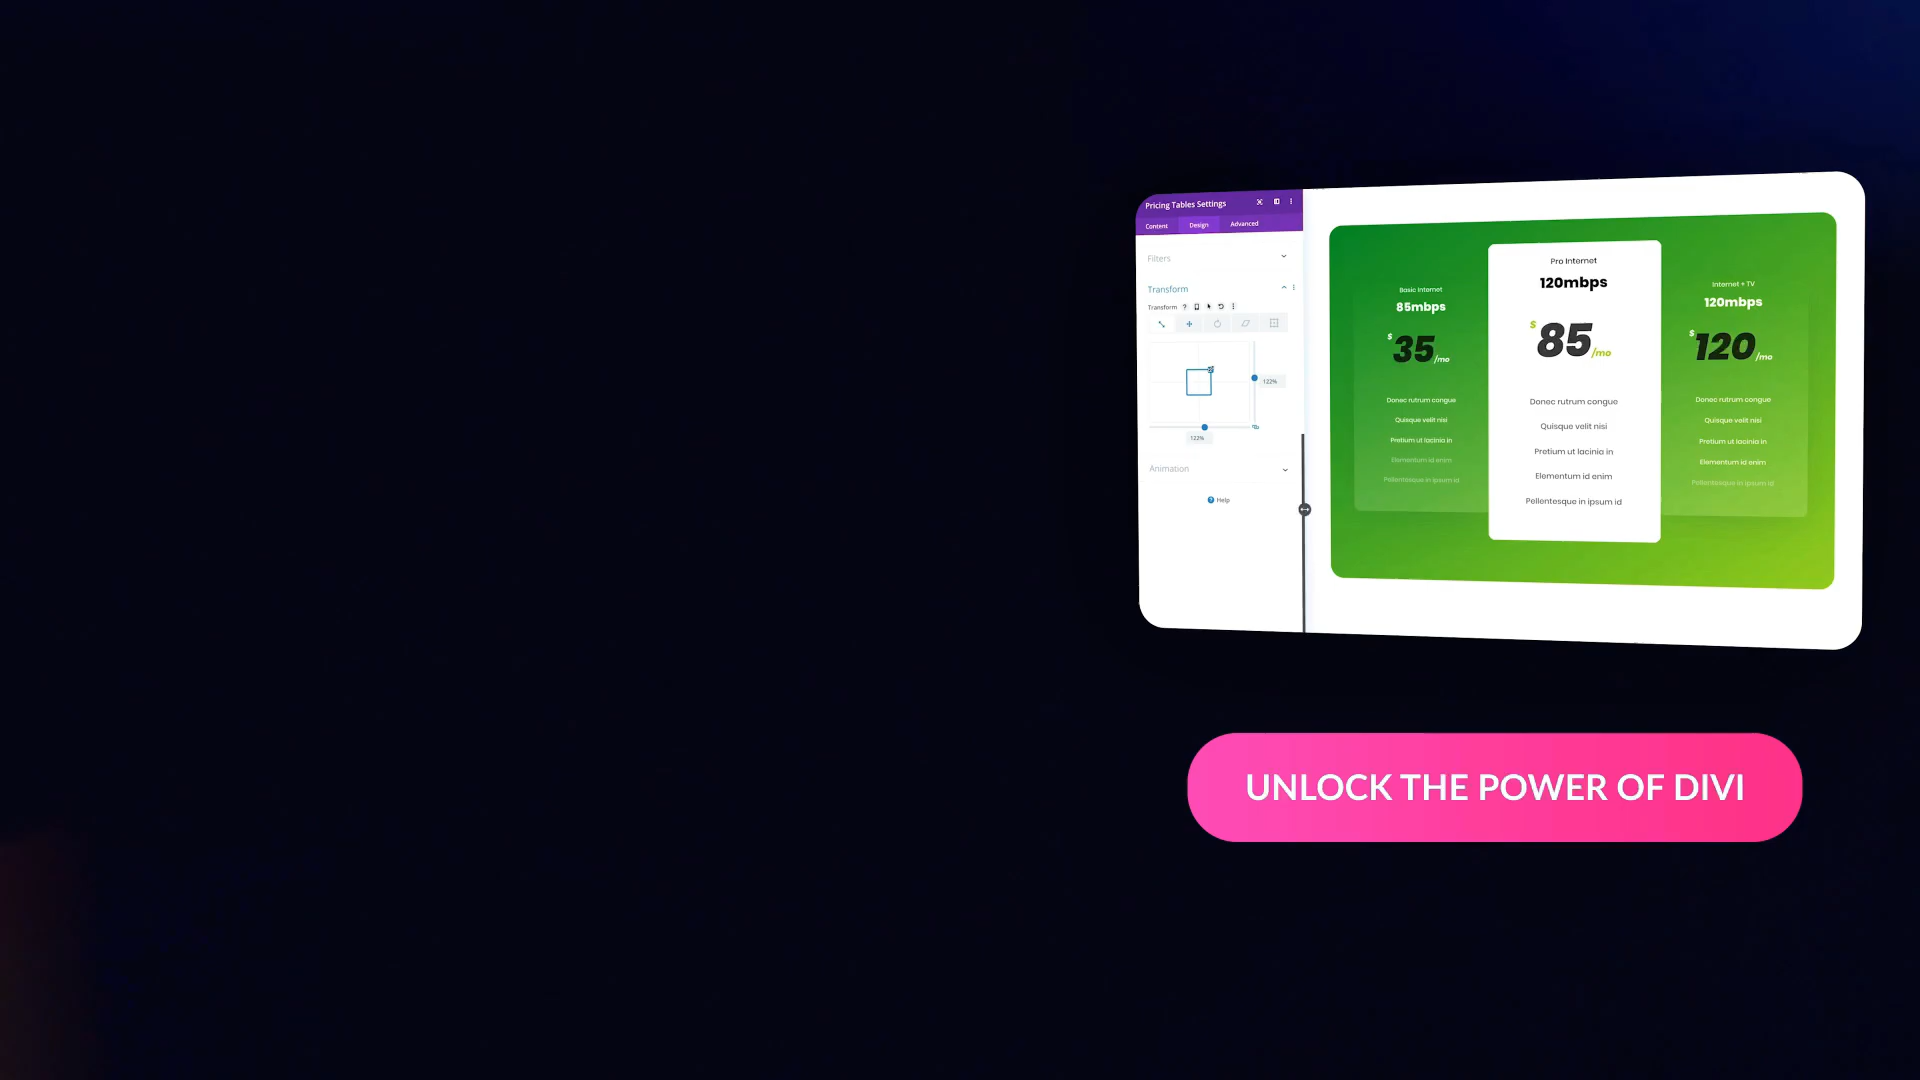 Pricing Tables Settings
Content Design Advanced
Filters
Transform
Transform ?
122%
122%
Animation
? Help
Basic Internet
85mbps
$35/mo
Donec rutrum congue
Quisque velit nisi
Pretium ut lacinia in
Elementum id enim
Pellentesque in ipsum id
Pro Internet
120mbps
$85/mo
Donec rutrum congue
Quisque velit nisi
Pretium ut lacinia in
Elementum id enim
Pellentesque in ipsum id
Internet + TV
120mbps
$120/mo
Donec rutrum congue
Quisque velit nisi
Pretium ut lacinia in
Elementum id enim
Pellentesque in ipsum id
UNLOCK THE POWER OF DIVI